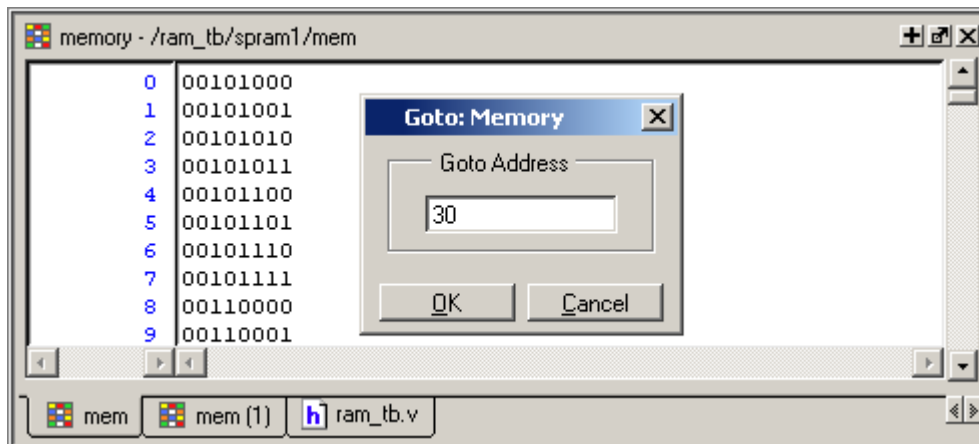 memory - /ram_tb/spram1/mem
0 00101000
1 00101001
2 00101010
3 00101011
4 00101100
5 00101101
6 00101110
7 00101111
8 00110000
9 00110001
Goto: Memory
Goto Address
30
OK Cancel
mem mem (1) h ram_tb.v